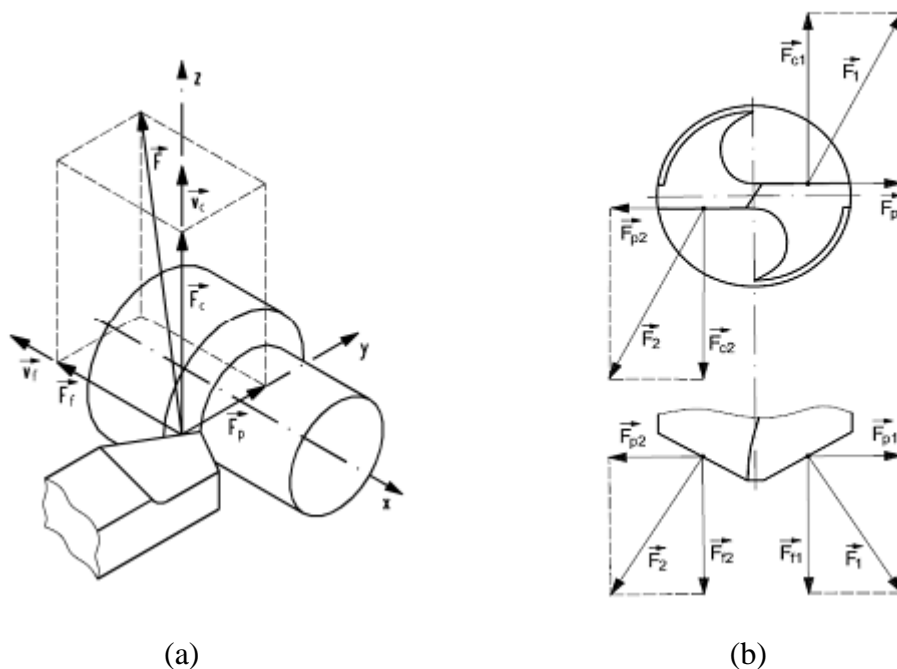 z
F
v_c
F_c
y
v_f
F_f
F_p
x
(a)
F_c1
F_1
F_p
F_p2
F_2
F_c2
F_p2
F_p1
F_2
F_f2
F_f1
F_1
(b)